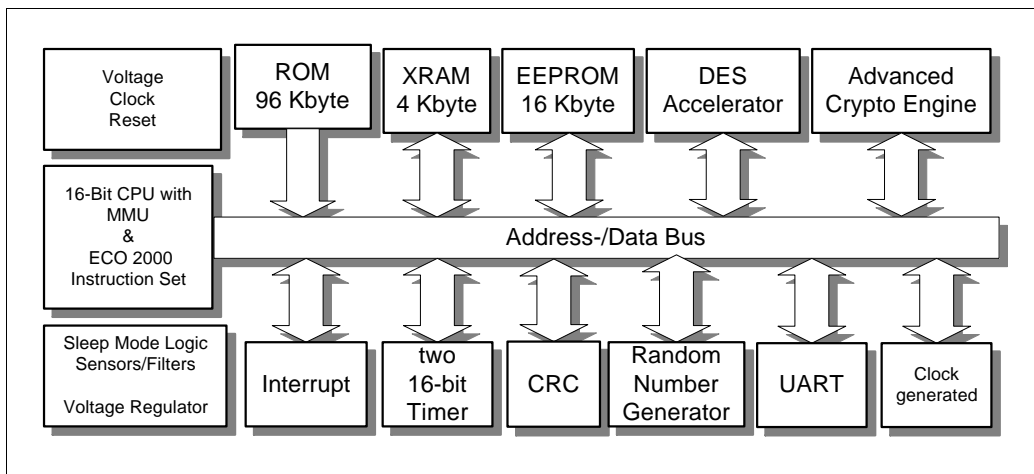 Voltage
Clock
Reset
ROM
96 Kbyte
XRAM
4 Kbyte
EEPROM
16 Kbyte
DES
Accelerator
Advanced
Crypto Engine
16-Bit CPU with
MMU
&
ECO 2000
Instruction Set
Address-/Data Bus
Sleep Mode Logic
Sensors/Filters
Voltage Regulator
Interrupt
two
16-bit
Timer
CRC
Random
Number
Generator
UART
Clock
generated